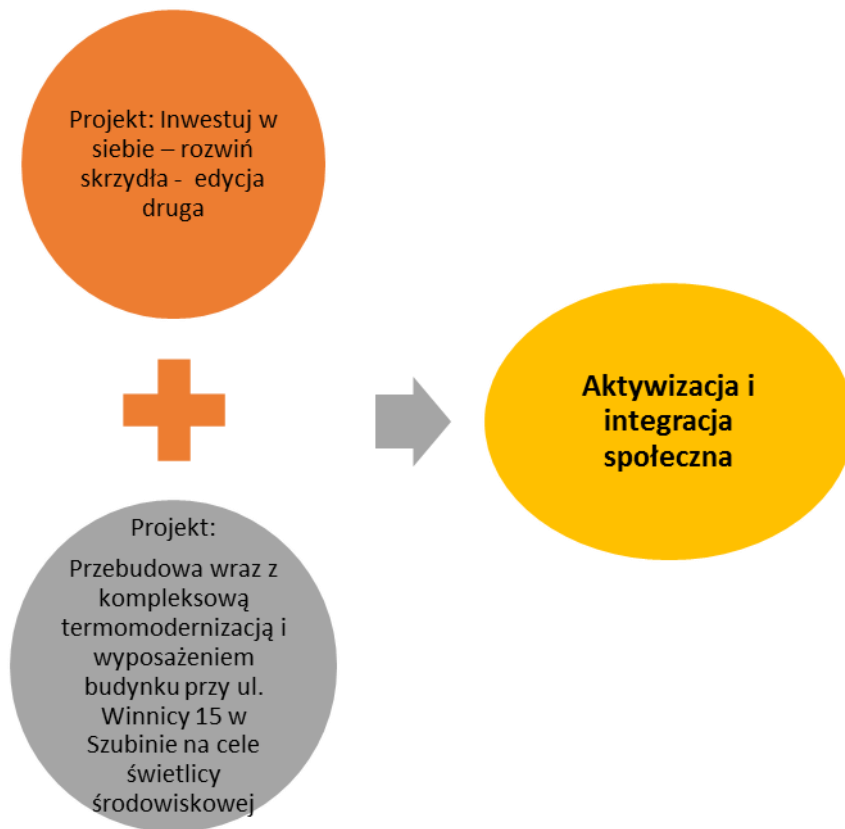 Projekt: Inwestuj w
siebie – rozwiń
skrzydła - edycja
druga
Projekt:
Przebudowa wraz z
kompleksową
termomodernizacją i
wyposażeniem
budynku przy ul.
Winnicy 15 w
Szubinie na cele
świetlicy
środowiskowej
Aktywizacja i
integracja
społeczna